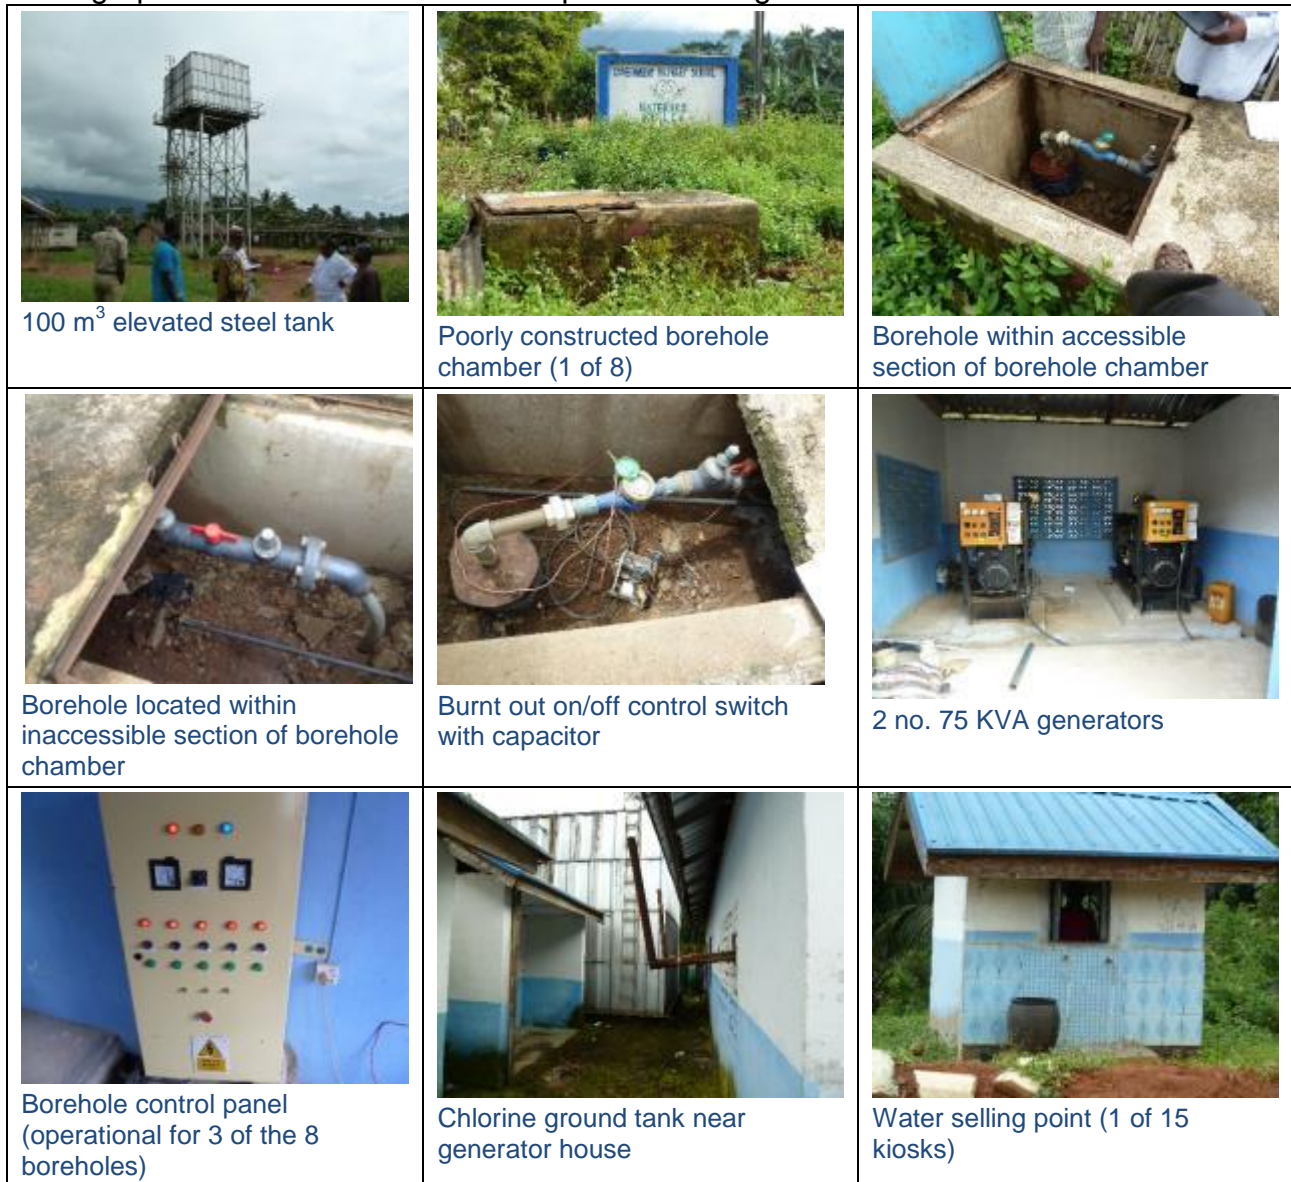 100 m3 elevated steel tank
Poorly constructed borehole
chamber (1 of 8)
Borehole within accessible
section of borehole chamber
Borehole located within
inaccessible section of borehole
chamber
Burnt out on/off control switch
with capacitor
2 no. 75 KVA generators
Borehole control panel
(operational for 3 of the 8
boreholes)
Chlorine ground tank near
generator house
Water selling point (1 of 15
kiosks)